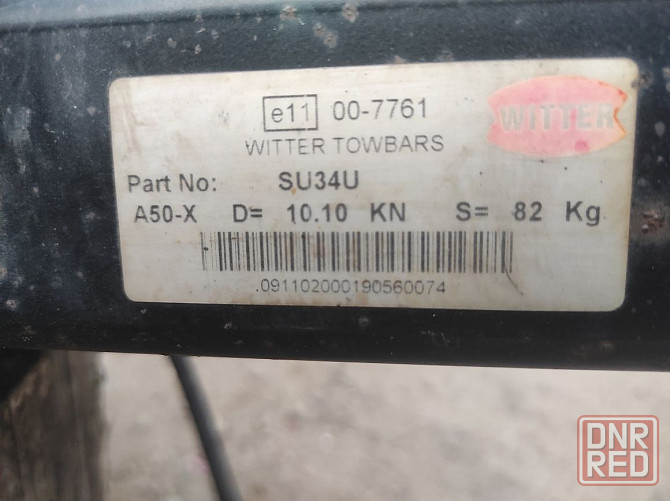 e11 00-7761
WITTER
WITTER TOWBARS
Part No: SU34U
A50-X D= 10.10 KN S= 82 Kg
.091102000190560074
DNR
RED